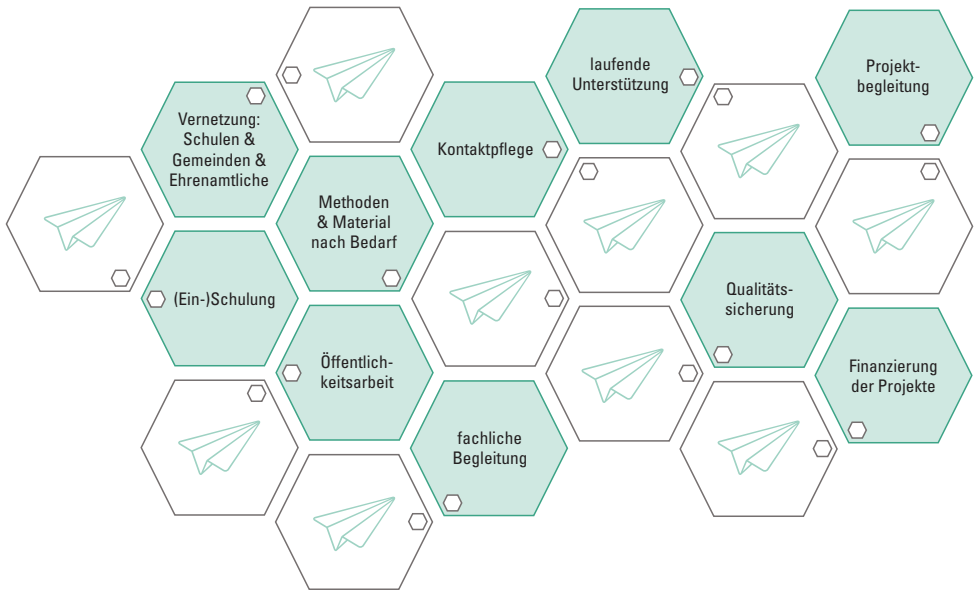 laufende
Unterstützung
Projekt-
begleitung
Vernetzung:
Schulen &
Gemeinden &
Ehrenamtliche
Kontaktpflege
Methoden
& Material
nach Bedarf
(Ein-)Schulung
Qualitäts-
sicherung
Öffentlich-
keitsarbeit
Finanzierung
der Projekte
fachliche
Begleitung